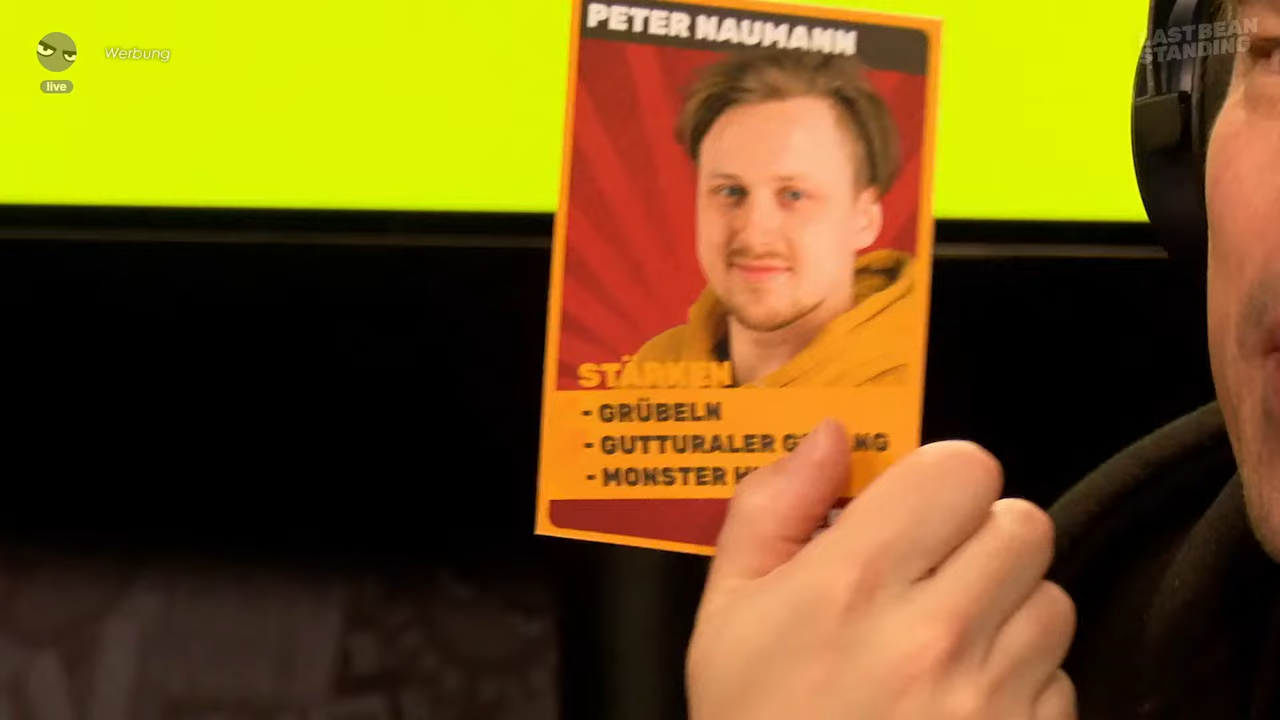 Werbung
live
LAST BEAN
STANDING
PETER NAUMANN
STÄRKEN
- GRÜBELN
- GUTTURALER
- MONSTER